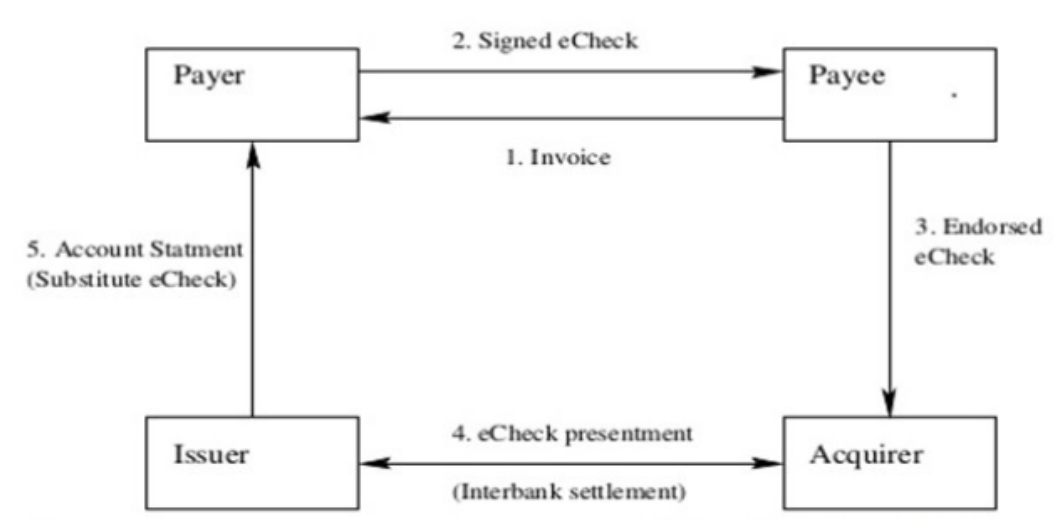 2. Signed eCheck
Payer
Payee
1. Invoice
3. Endorsed
eCheck
5. Account Statment
(Substitute eCheck)
4. eCheck presentment
Issuer
Acquirer
(Interbank settlement)